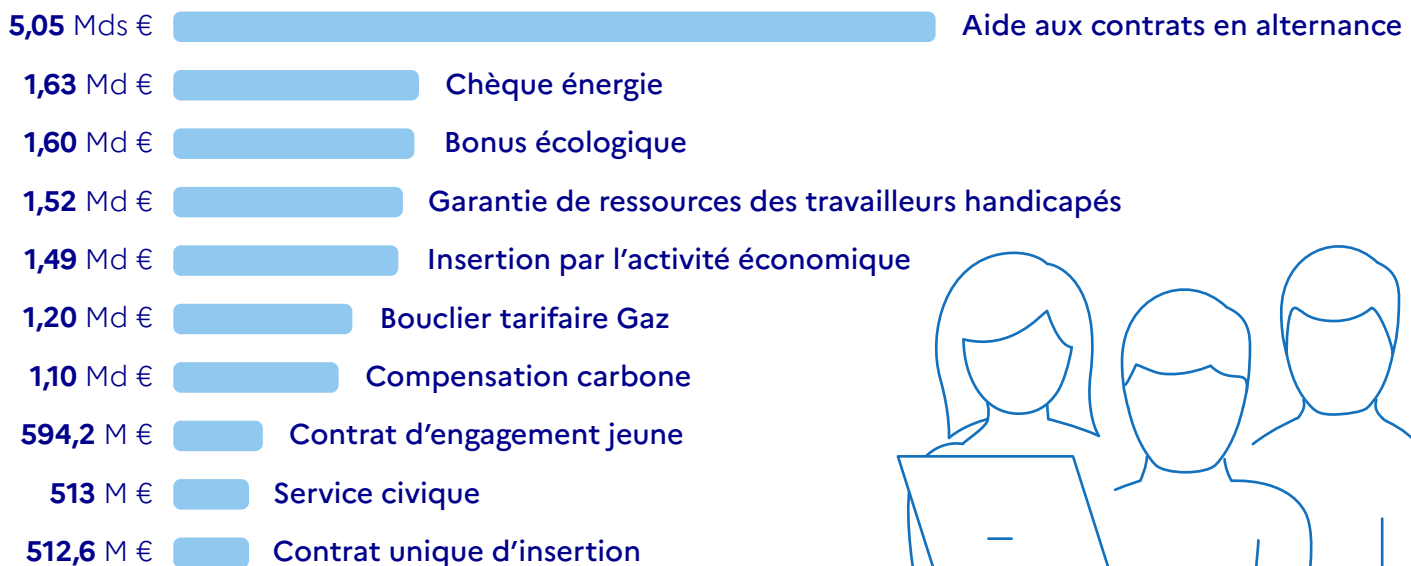 5,05 Mds € Aide aux contrats en alternance
1,63 Md € Chèque énergie
1,60 Md € Bonus écologique
1,52 Md € Garantie de ressources des travailleurs handicapés
1,49 Md € Insertion par l'activité économique
1,20 Md € Bouclier tarifaire Gaz
1,10 Md € Compensation carbone
594,2 M € Contrat d'engagement jeune
513 M € Service civique
512,6 M € Contrat unique d'insertion